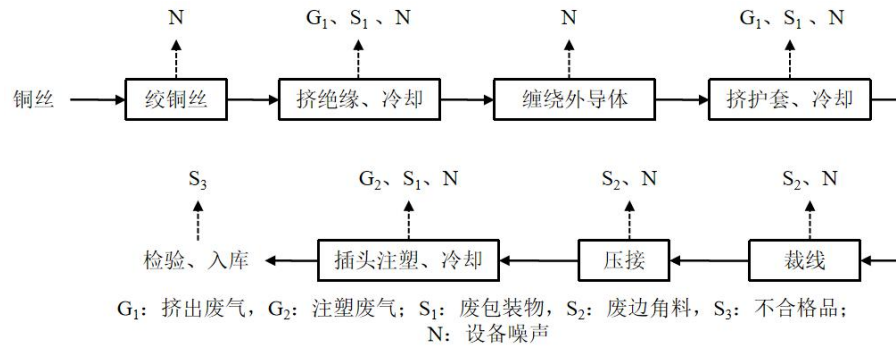 N
G₁、S₁、N
N
G₁、S₁、N
铜丝
绞铜丝
挤绝缘、冷却
缠绕外导体
挤护套、冷却
S₃
G₂、S₁、N
S₂、N
S₂、N
检验、入库
插头注塑、冷却
压接
裁线
G₁：挤出废气，G₂：注塑废气；S₁：废包装物，S₂：废边角料，S₃：不合格品；
N：设备噪声